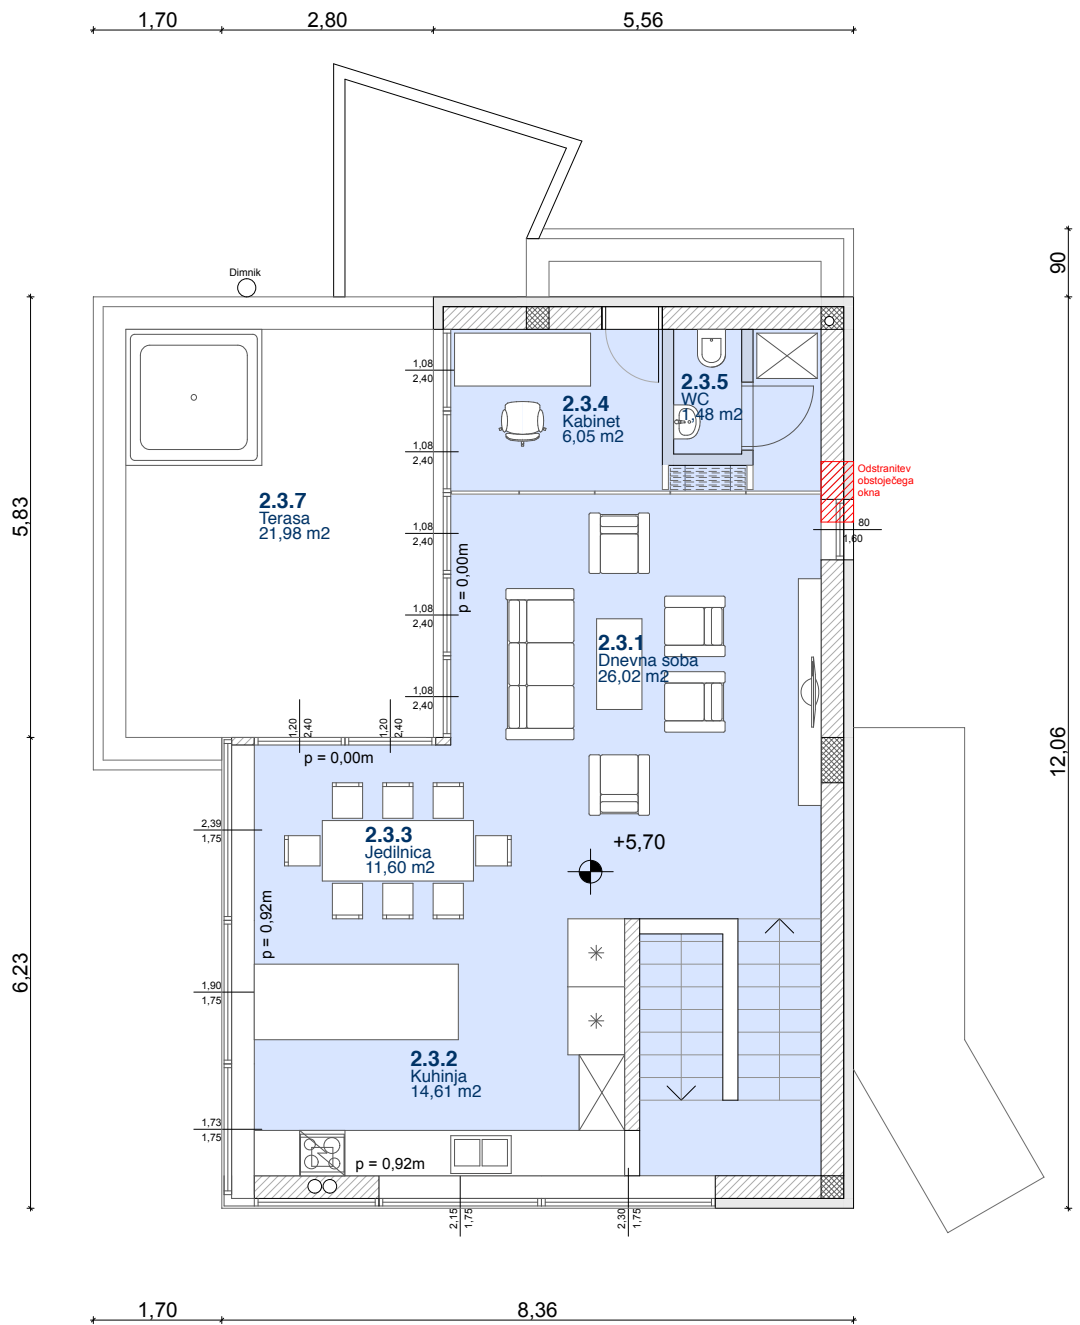 1,70
2,80
5,56
90
Dimnik
5,83
12,06
6,23
1,08
2,40
1,08
2,40
1,08
2,40
1,08
2,40
1,08
2,40
2.3.4
Kabinet
6,05 m2
2.3.5
WC
1,48 m2
Odstranitev
obstoječega
okna
80
1,60
2.3.7
Terasa
21,98 m2
p = 0,00m
2.3.1
Dnevna soba
26,02 m2
1,20
2,40
1,20
2,40
p = 0,00m
2,39
1,75
2.3.3
Jedilnica
11,60 m2
+5,70
p = 0,92m
1,90
1,75
2.3.2
Kuhinja
14,61 m2
1,73
1,75
p = 0,92m
2,15
1,75
2,30
1,75
1,70
8,36